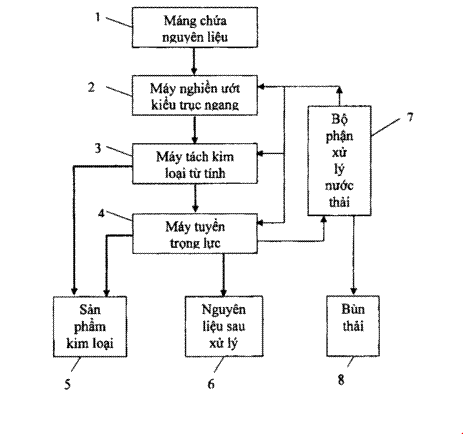 1
Máng chứa
nguyên liệu
2
Máy nghiền ướt
kiểu trục ngang
3
Máy tách kim
loại từ tính
4
Máy tuyển
trọng lực
Bộ
phận
xử
lý
nước
thải
7
Sản
phẩm
kim loại
5
Nguyên
liệu sau
xử lý
6
Bùn
thải
8